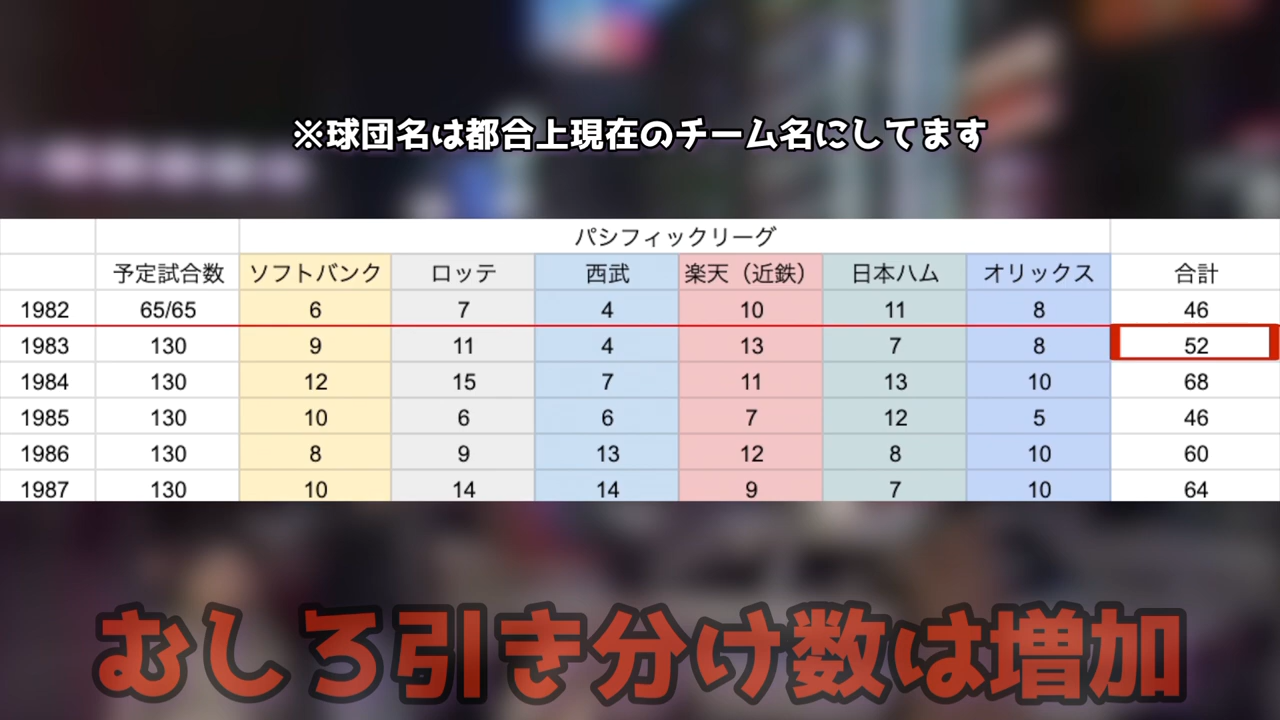 ※球団名は都合上現在のチーム名にしてます
パシフィックリーグ
予定試合数 ソフトバンク ロッテ 西武 楽天（近鉄） 日本ハム オリックス 合計
1982 65/65 6 7 4 10 11 8 46
1983 130 9 11 4 13 7 8 52
1984 130 12 15 7 11 13 10 68
1985 130 10 6 6 7 12 5 46
1986 130 8 9 13 12 8 10 60
1987 130 10 14 14 9 7 10 64
むしろ引き分け数は増加